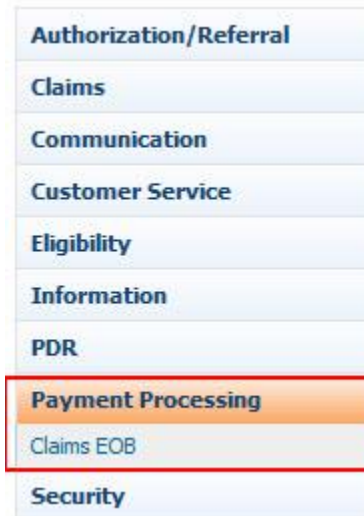 Authorization/Referral
Claims
Communication
Customer Service
Eligibility
Information
PDR
Payment Processing
Claims EOB
Security